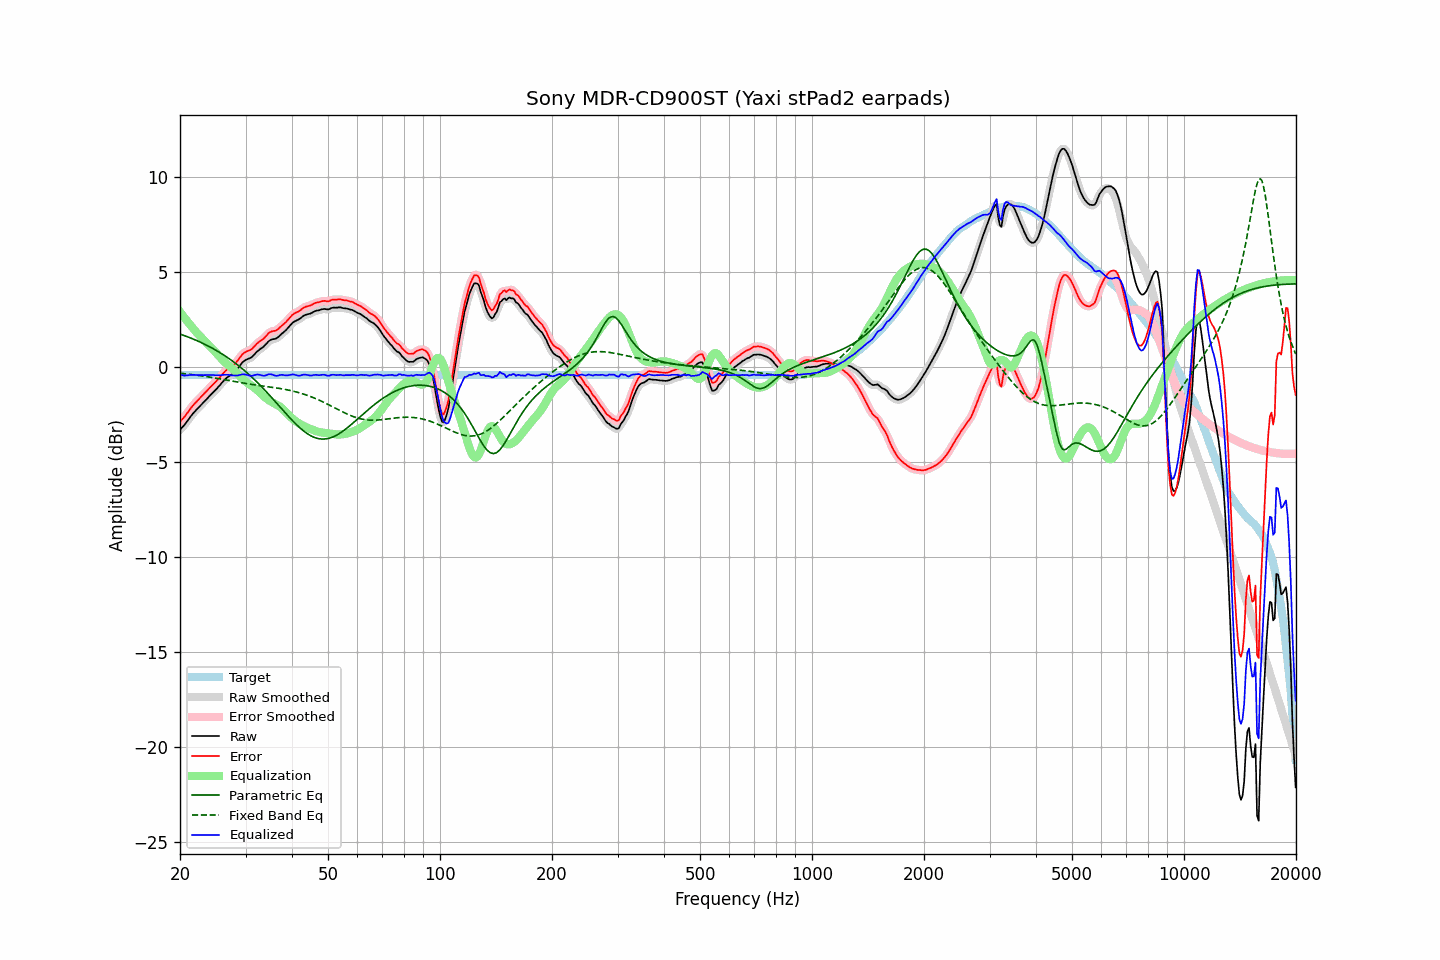 Sony MDR-CD900ST (Yaxi stPad2 earpads)
Amplitude (dBr)
10
5
0
−5
−10
−15
−20
−25
Target
Raw Smoothed
Error Smoothed
Raw
Error
Equalization
Parametric Eq
Fixed Band Eq
Equalized
20 50 100 200 500 1000 2000 5000 10000 20000
Frequency (Hz)